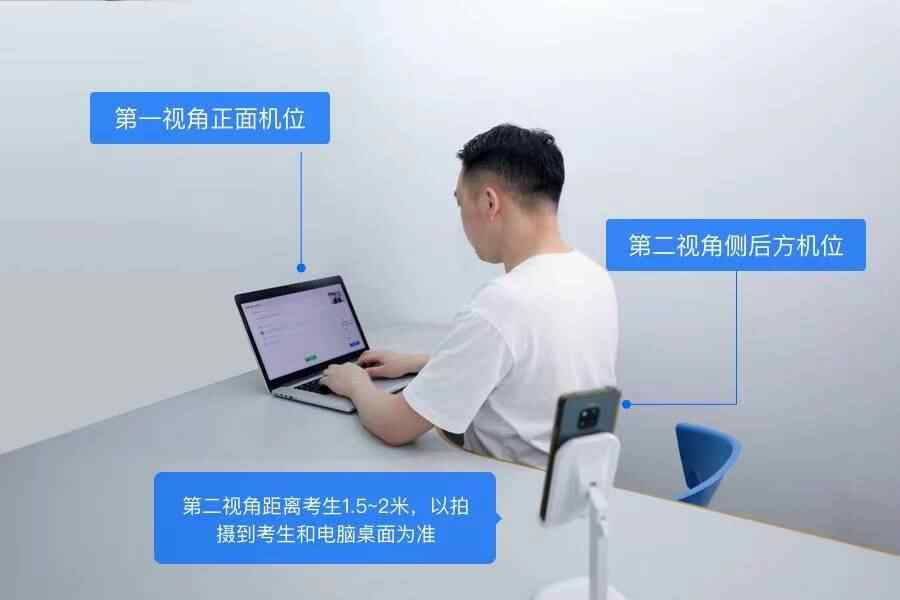 第一视角正面机位
第二视角侧后方机位
第二视角距离考生1.5~2米，以拍
摄到考生和电脑桌面为准